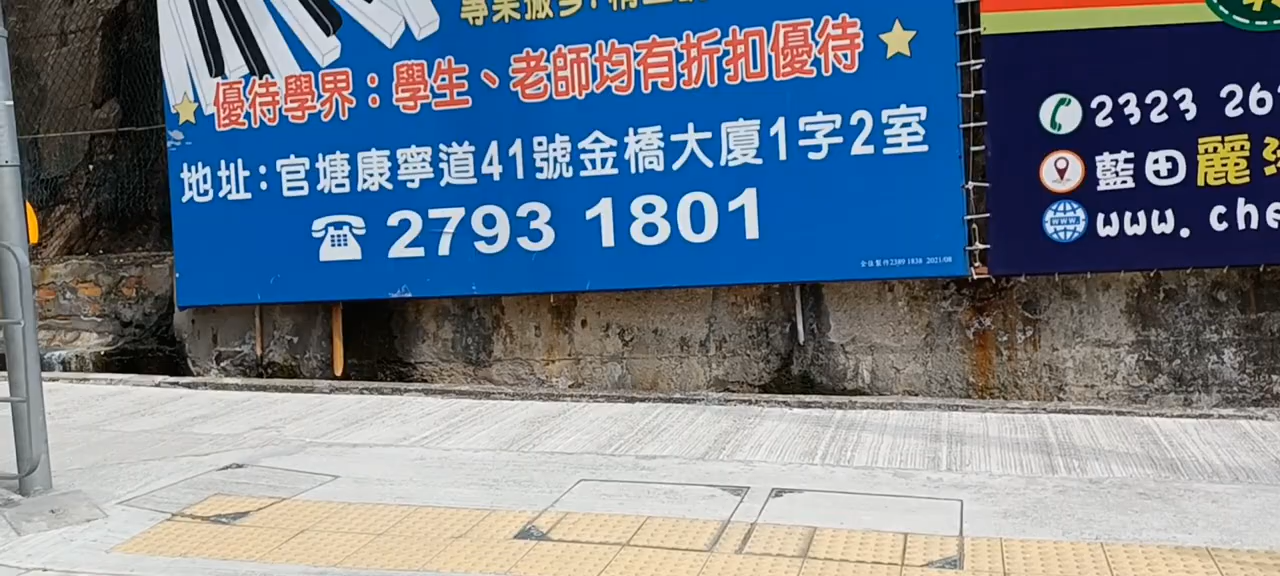 優待學界：學生、老師均有折扣優待
地址：官塘康寧道41號金橋大廈1字2室
2793 1801
2323 26
藍田麗
www. che